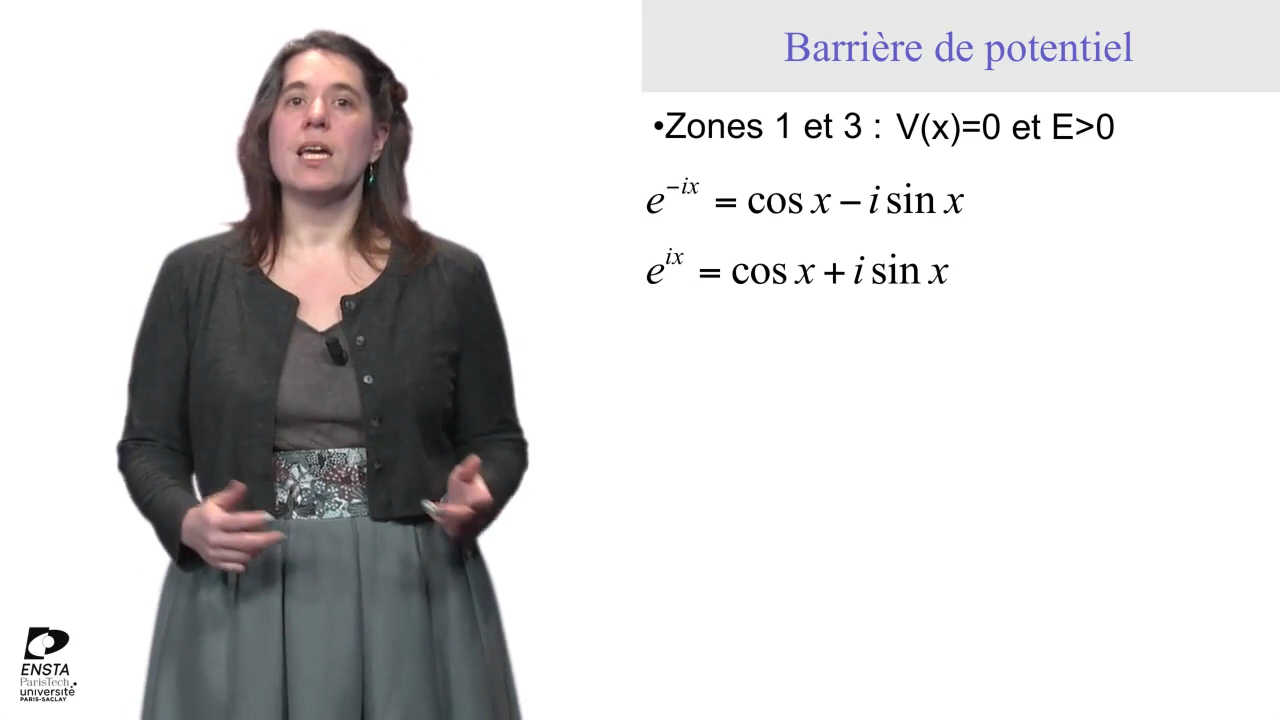 Barrière de potentiel
•Zones 1 et 3 : V(x)=0 et E>0
e^{-ix} = cos x − i sin x
e^{ix} = cos x + i sin x
ENSTA
ParisTech
université
PARIS-SACLAY